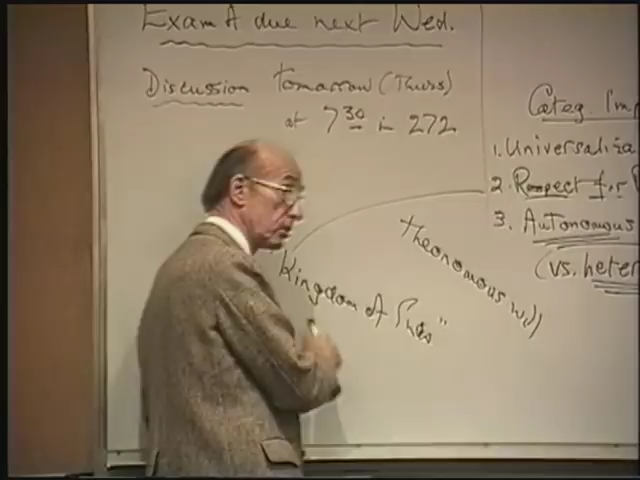 Exam A due next Wed.
Discussion tomorrow (Thurs)
at 7 30 in 272
Categ. Imp
1. Universaliza
2. Respect for
3. Autonomous
(vs. heter
theonomous will
Kingdom of